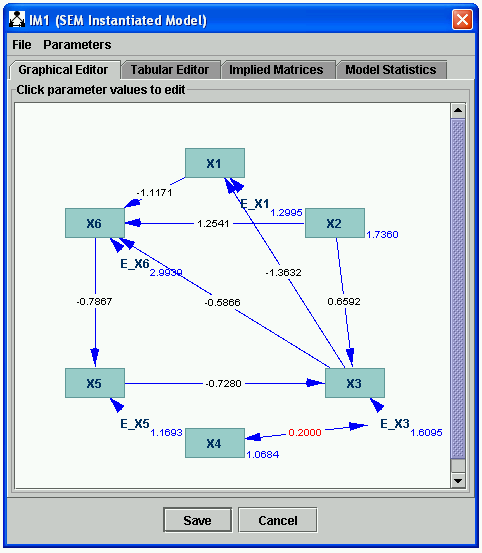 IM1 (SEM Instantiated Model)
File Parameters
Graphical Editor Tabular Editor Implied Matrices Model Statistics
Click parameter values to edit
X1
-1.1171
E_X1 1.2995
X6 1.2541 X2
1.7360
E_X6 2.9939
-1.3632
-0.7867 -0.5866 0.6592
X5 -0.7280 X3
E_X5 1.1693
X4 0.2000 E_X3 1.6095
1.0684
Save Cancel